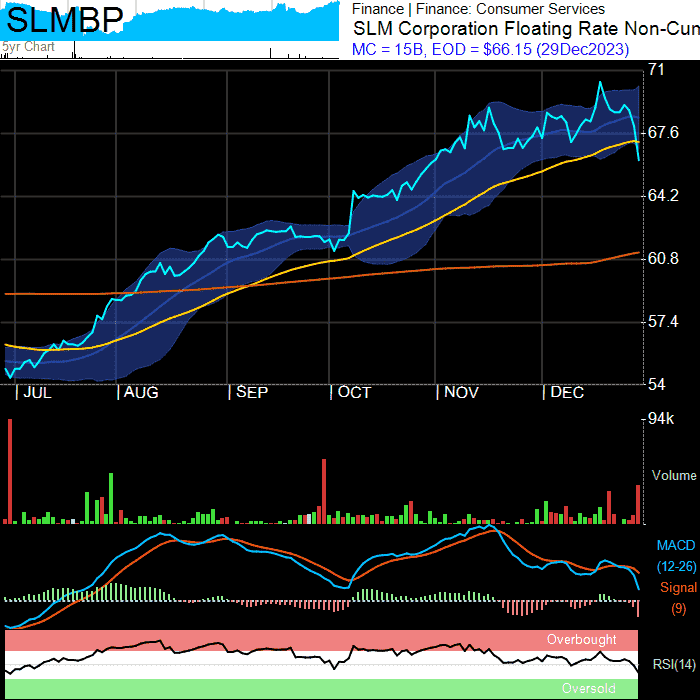 SLMBP
5yr Chart
Finance | Finance: Consumer Services
SLM Corporation Floating Rate Non-Cun
MC = 15B, EOD = $66.15 (29Dec2023)
71
67.6
64.2
60.8
57.4
54
JUL AUG SEP OCT NOV DEC
94k
Volume
MACD
(12-26)
Signal
(9)
Overbought
RSI(14)
Oversold